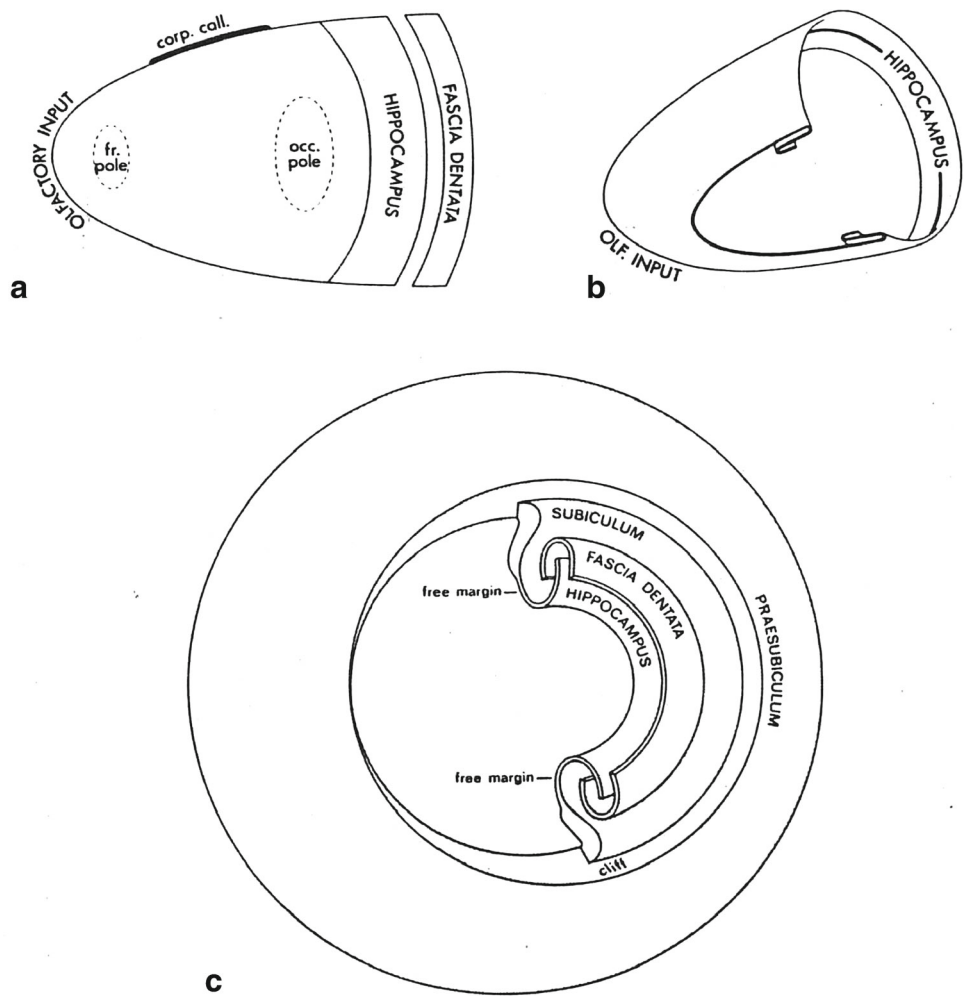 corp. call.
OLFACTORY INPUT
fr.
pole
occ.
pole
HIPPOCAMPUS
FASCIA DENTATA
a
HIPPOCAMPUS
OLF. INPUT
b
SUBICULUM
FASCIA DENTATA
free margin
HIPPOCAMPUS
PRAESUBICULUM
free margin
cliff
c